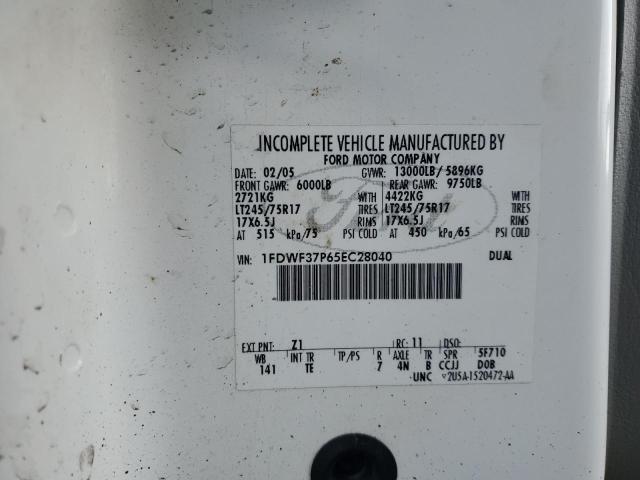 INCOMPLETE VEHICLE MANUFACTURED BY
FORD MOTOR COMPANY
DATE: 02/05 GVWR: 13000LB/ 5896KG
FRONT GAWR: 6000LB REAR GAWR: 9750LB
2721KG WITH 4422KG WITH
LT245/75R17 TIRES LT245/75R17 TIRES
17X6.5J RIMS 17X6.5J RIMS
AT 515 kPa/75 PSI COLD AT 450 kPa/65 PSI COLD
VIN: 1FDWF37P65EC28040 DUAL
EXT PNT: Z1 RC: 11 DSO:
WB INT TR TP/PS R AXLE TR SPR 5F710
141 TE 7 4N B CCJJ D0B
UNC 2U5A-1520472-AA
Ford